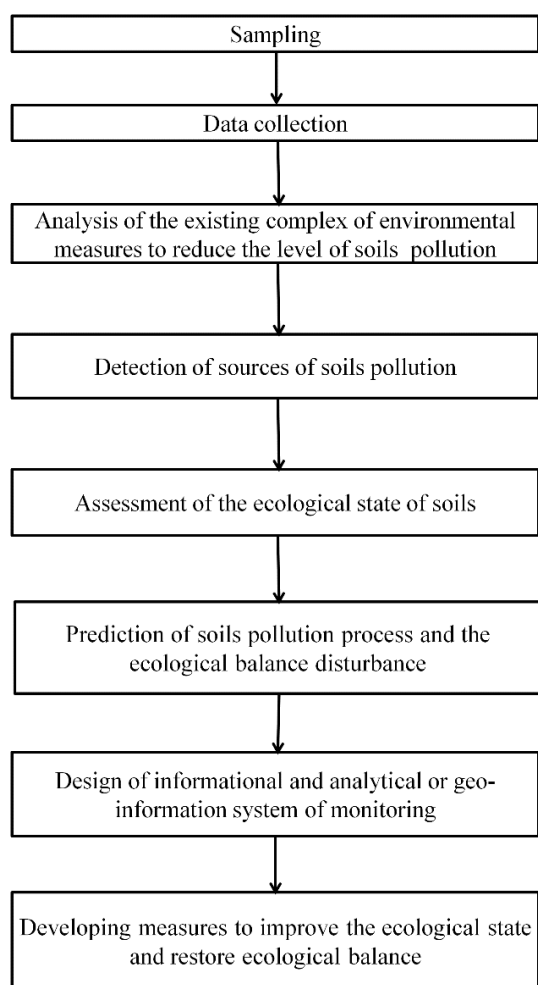 Sampling
Data collection
Analysis of the existing complex of environmental
measures to reduce the level of soils pollution
Detection of sources of soils pollution
Assessment of the ecological state of soils
Prediction of soils pollution process and the
ecological balance disturbance
Design of informational and analytical or geo-
information system of monitoring
Developing measures to improve the ecological state
and restore ecological balance